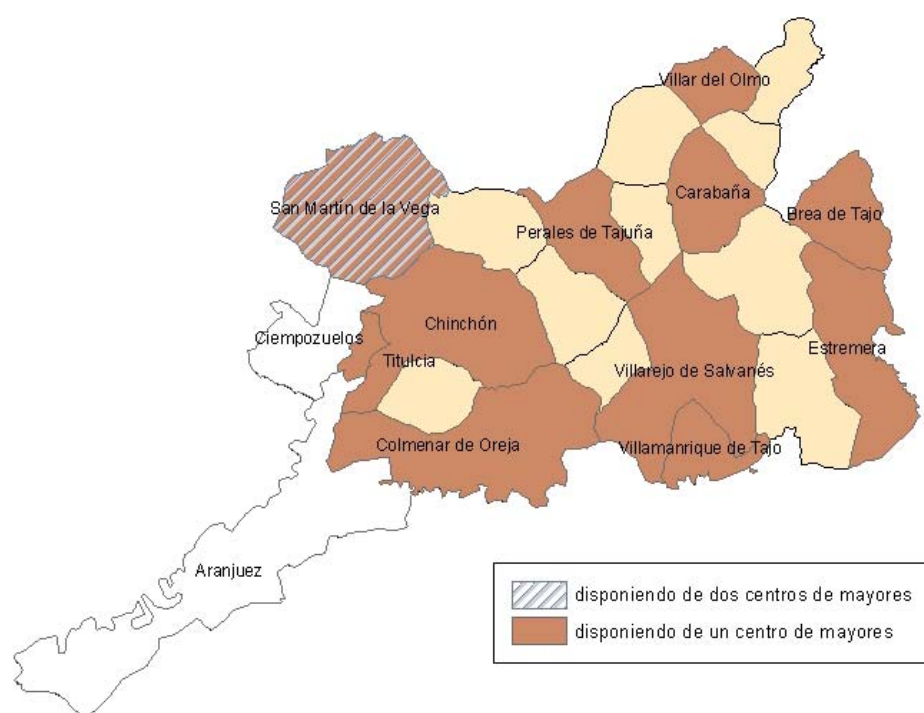 Villar del Olmo
Carabaña
San Martín de la Vega
Brea de Tajo
Perales de Tajuña
Chinchón
Ciempozuelos
Estremera
Titulcia
Villarejo de Salvanés
Colmenar de Oreja
Villamanrique de Tajo
Aranjuez
disponiendo de dos centros de mayores
disponiendo de un centro de mayores